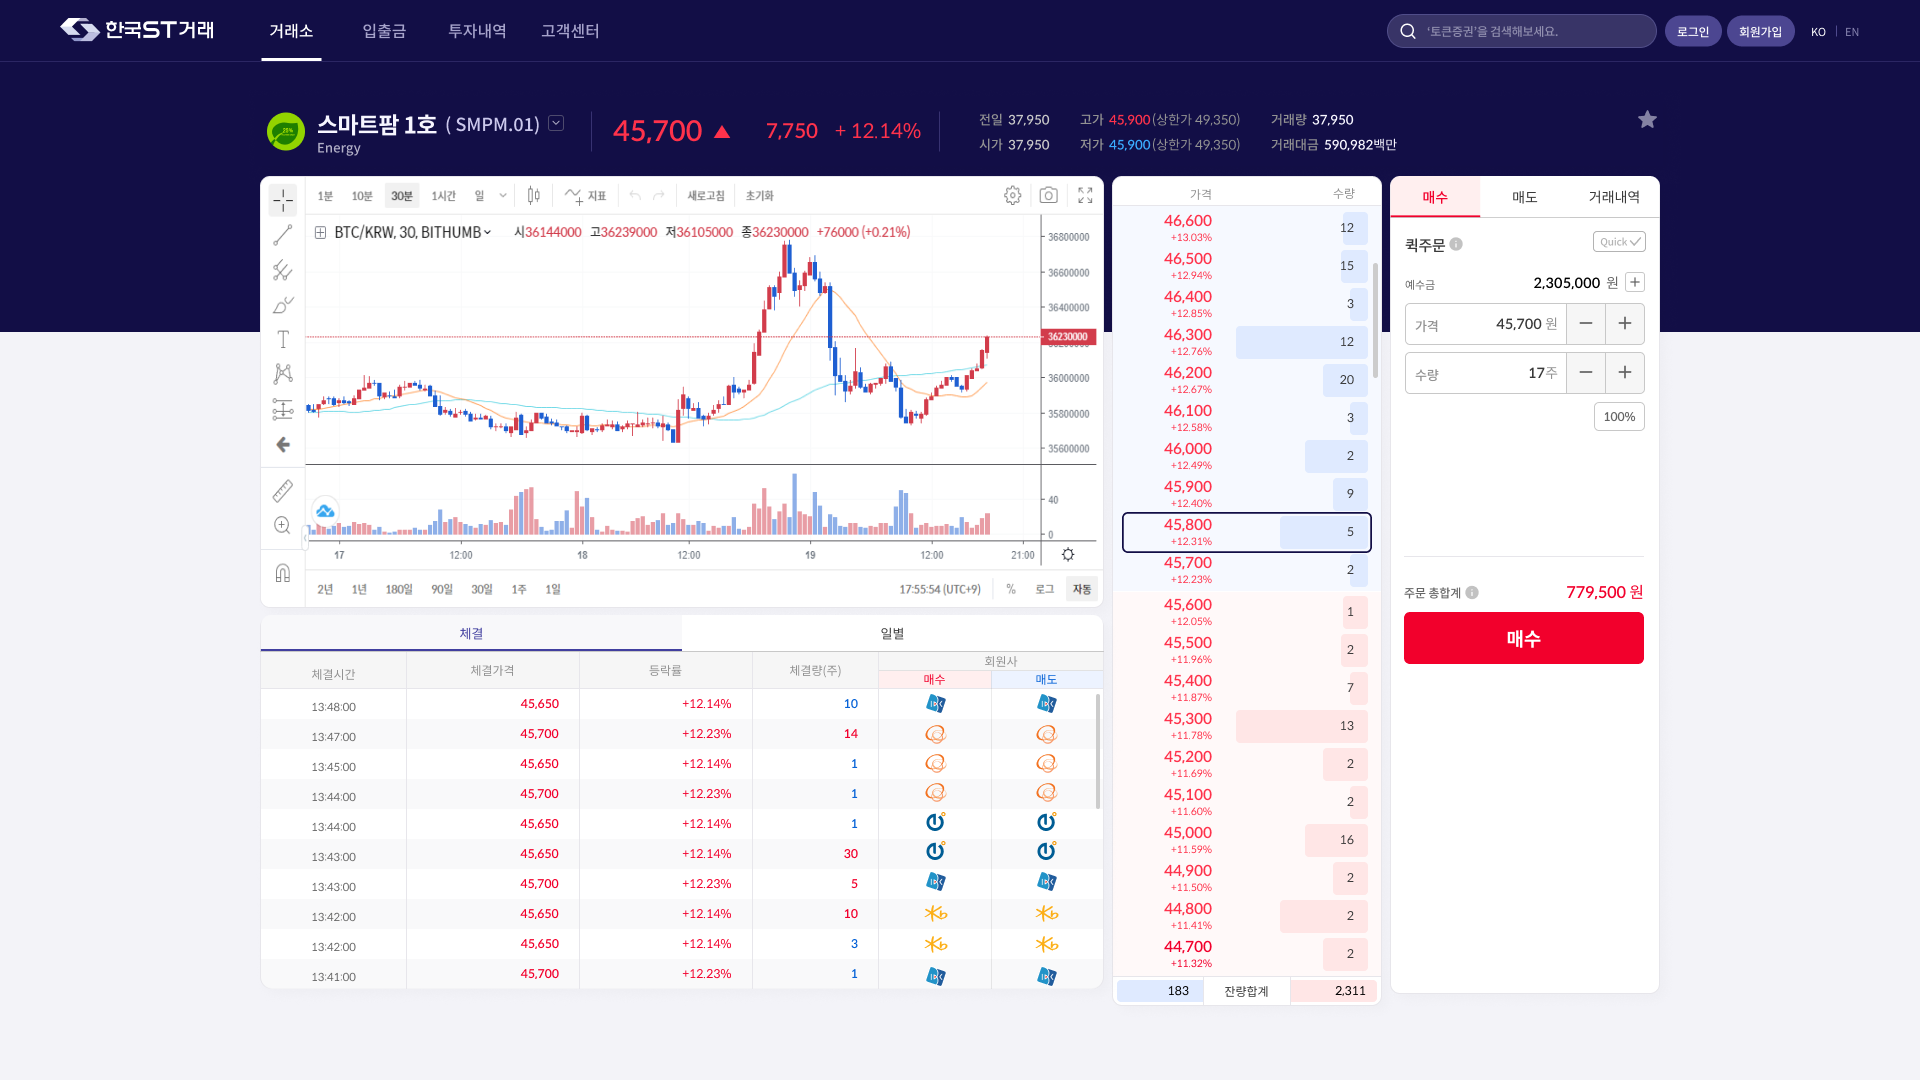 한국ST거래
거래소 입출금 투자내역 고객센터
'토큰증권'을 검색해보세요.
로그인 회원가입 KO EN
스마트팜 1호 ( SMPM.01)
Energy
45,700 ▲ 7,750 + 12.14%
전일 37,950 고가 45,900(상한가 49,350) 거래량 37,950
시가 37,950 저가 45,900(상한가 49,350) 거래대금 590,982백만
1분 10분 30분 1시간 일 지표 새로고침 초기화
BTC/KRW, 30, BITHUMB 시36144000 고36239000 저36105000 종36230000 +76000 (+0.21%)
36800000
36600000
36400000
36230000
36000000
35800000
35600000
40
0
17 12:00 18 12:00 19 12:00 21:00
2년 1년 180일 90일 30일 1주 1일 17:55:54 (UTC+9) % 로그 자동
체결 일별
체결시간 체결가격 등락률 체결량(주) 회원사
매수 매도
13:48:00 45,650 +12.14% 10
13:47:00 45,700 +12.23% 14
13:45:00 45,650 +12.14% 1
13:44:00 45,700 +12.23% 1
13:44:00 45,650 +12.14% 1
13:43:00 45,650 +12.14% 30
13:43:00 45,700 +12.23% 5
13:42:00 45,650 +12.14% 10
13:42:00 45,650 +12.14% 3
13:41:00 45,700 +12.23% 1
가격 수량
46,600 12
+13.03%
46,500 15
+12.94%
46,400 3
+12.85%
46,300 12
+12.76%
46,200 20
+12.67%
46,100 3
+12.58%
46,000 2
+12.49%
45,900 9
+12.40%
45,800 5
+12.31%
45,700 2
+12.23%
45,600 1
+12.05%
45,500 2
+11.96%
45,400 7
+11.87%
45,300 13
+11.78%
45,200 2
+11.69%
45,100 2
+11.60%
45,000 16
+11.59%
44,900 2
+11.50%
44,800 2
+11.41%
44,700 2
+11.32%
183 잔량합계 2,311
매수 매도 거래내역
퀵주문 Quick
예수금 2,305,000 원
가격 45,700 원
수량 17주
100%
주문 총합계 779,500 원
매수